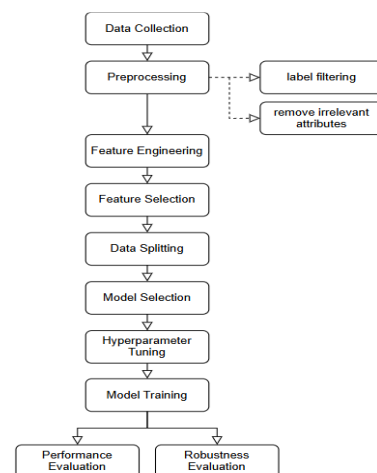 Data Collection
Preprocessing
label filtering
remove irrelevant
attributes
Feature Engineering
Feature Selection
Data Splitting
Model Selection
Hyperparameter
Tuning
Model Training
Performance
Evaluation
Robustness
Evaluation